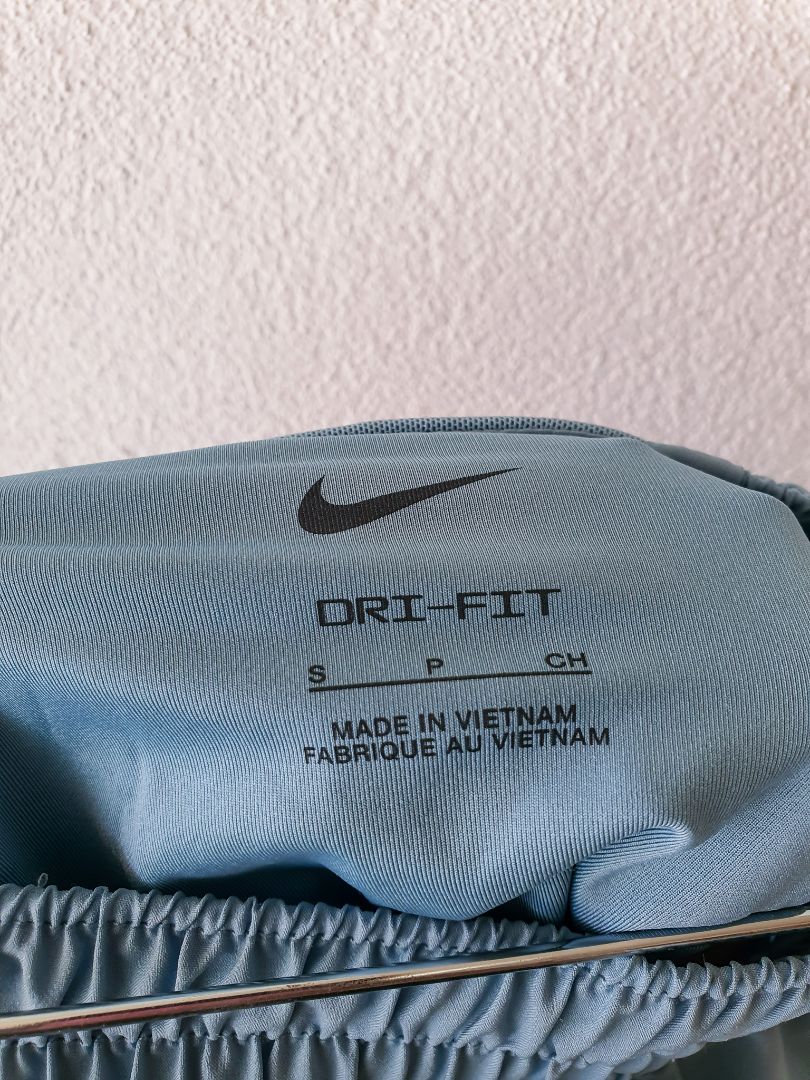 DRI-FIT
S P CH
MADE IN VIETNAM
FABRIQUE AU VIETNAM